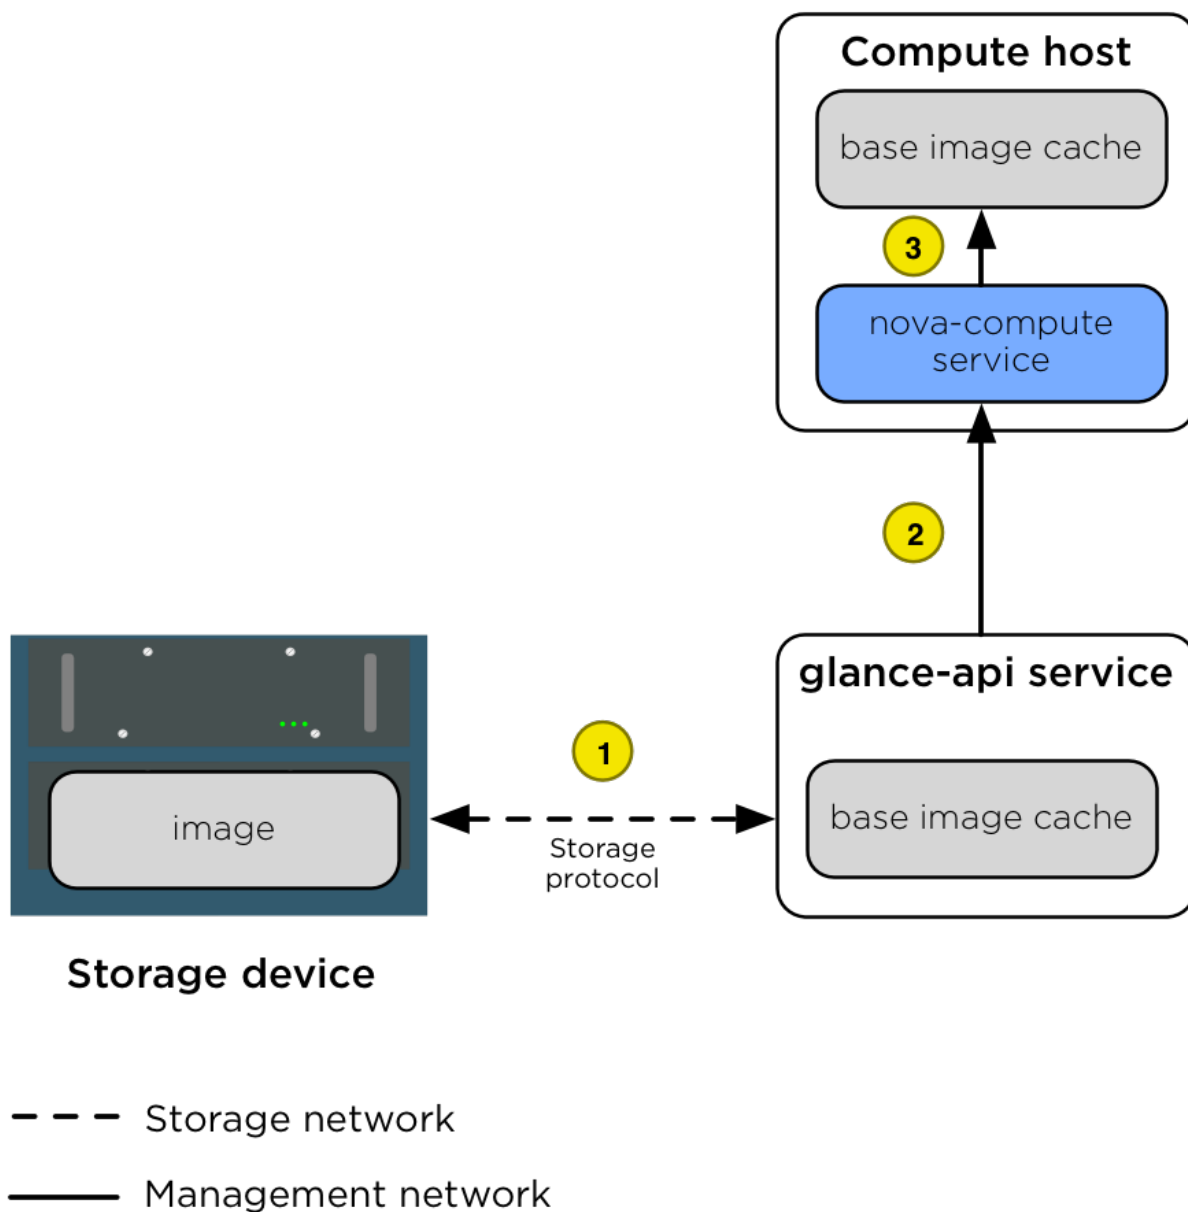 Compute host
base image cache
3
nova-compute
service
2
glance-api service
1
image
base image cache
Storage
protocol
Storage device
Storage network
Management network